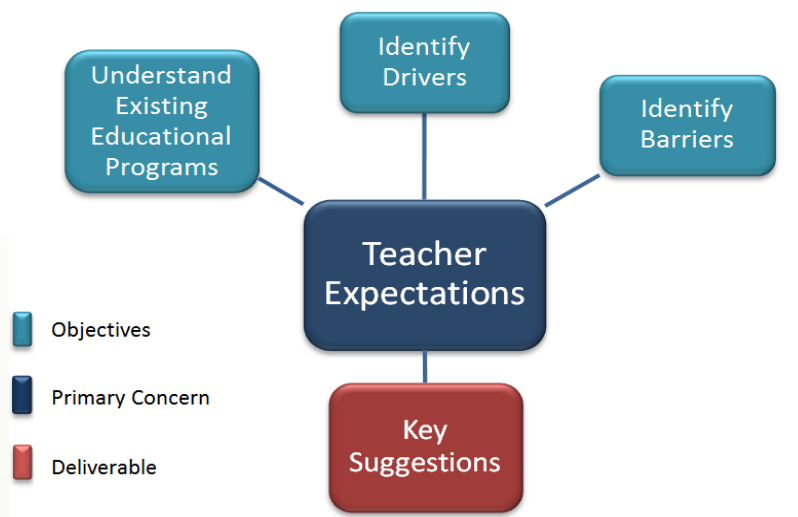 Understand
Existing
Educational
Programs
Identify
Drivers
Identify
Barriers
Teacher
Expectations
Key
Suggestions
Objectives
Primary Concern
Deliverable